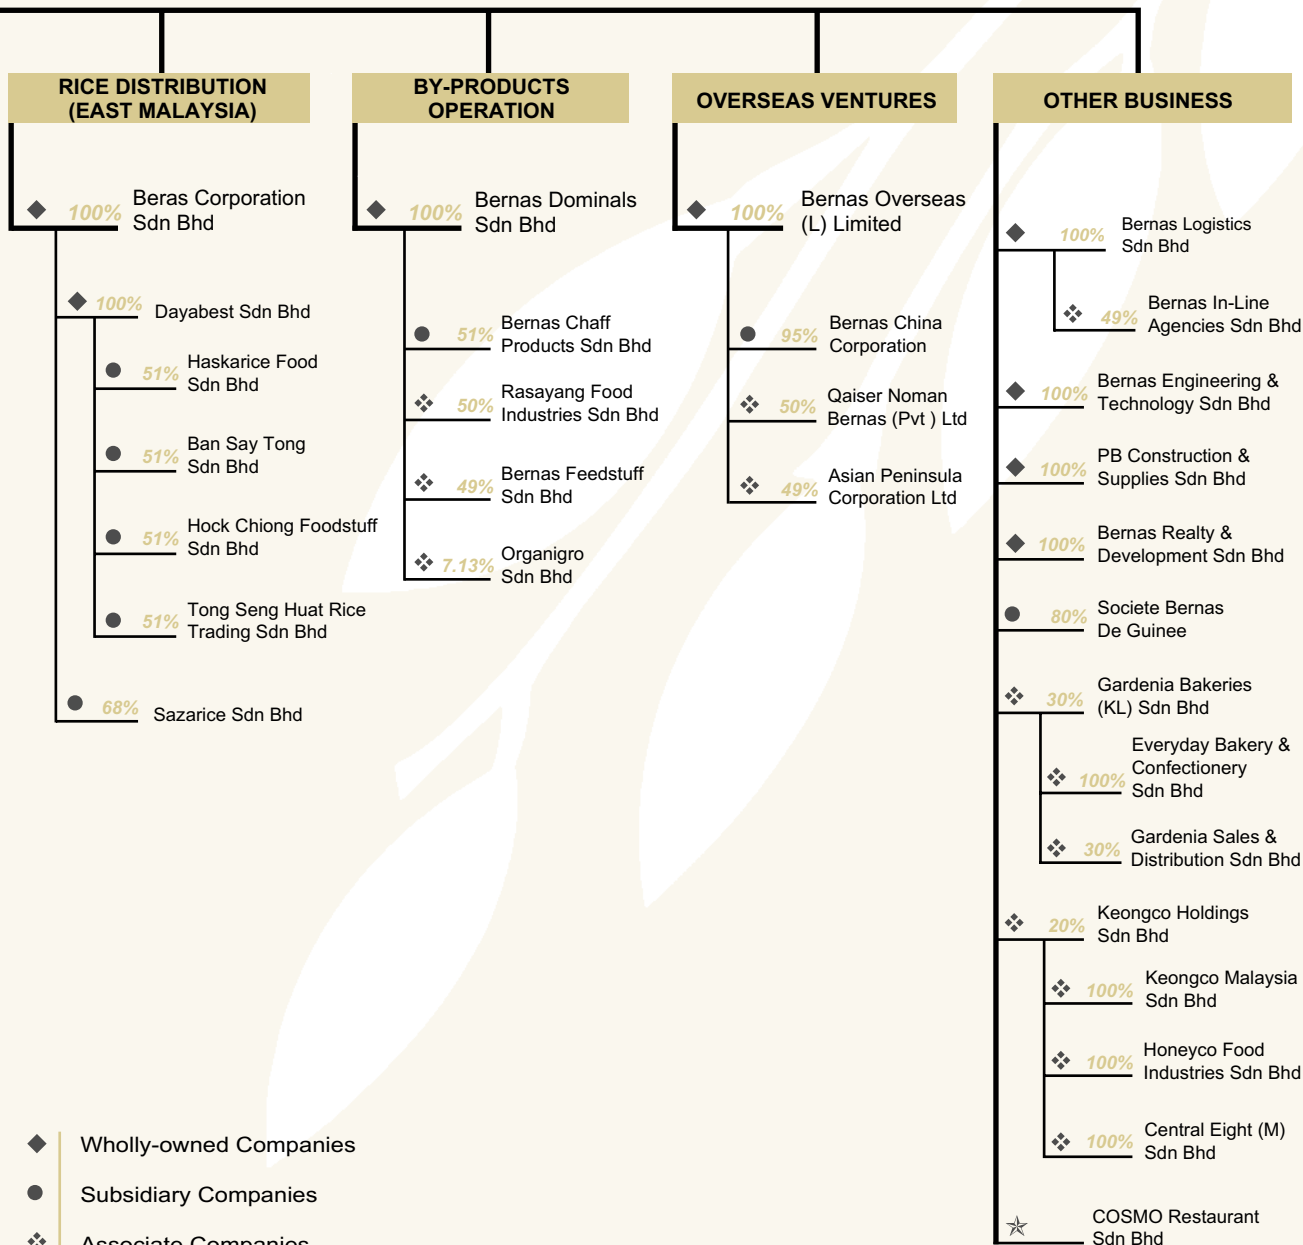 RICE DISTRIBUTION
(EAST MALAYSIA)
100% Beras Corporation
Sdn Bhd
100% Dayabest Sdn Bhd
51% Haskarice Food
Sdn Bhd
51% Ban Say Tong
Sdn Bhd
51% Hock Chiong Foodstuff
Sdn Bhd
51% Tong Seng Huat Rice
Trading Sdn Bhd
68% Sazarice Sdn Bhd
BY-PRODUCTS
OPERATION
100% Bernas Dominals
Sdn Bhd
51% Bernas Chaff
Products Sdn Bhd
50% Rasayang Food
Industries Sdn Bhd
49% Bernas Feedstuff
Sdn Bhd
7.13% Organigro
Sdn Bhd
OVERSEAS VENTURES
100% Bernas Overseas
(L) Limited
95% Bernas China
Corporation
50% Qaiser Noman
Bernas (Pvt ) Ltd
49% Asian Peninsula
Corporation Ltd
OTHER BUSINESS
100% Bernas Logistics
Sdn Bhd
49% Bernas In-Line
Agencies Sdn Bhd
100% Bernas Engineering &
Technology Sdn Bhd
100% PB Construction &
Supplies Sdn Bhd
100% Bernas Realty &
Development Sdn Bhd
80% Societe Bernas
De Guinee
30% Gardenia Bakeries
(KL) Sdn Bhd
100% Everyday Bakery &
Confectionery
Sdn Bhd
30% Gardenia Sales &
Distribution Sdn Bhd
20% Keongco Holdings
Sdn Bhd
100% Keongco Malaysia
Sdn Bhd
100% Honeyco Food
Industries Sdn Bhd
100% Central Eight (M)
Sdn Bhd
COSMO Restaurant
Sdn Bhd
Wholly-owned Companies
Subsidiary Companies
Associate Companies